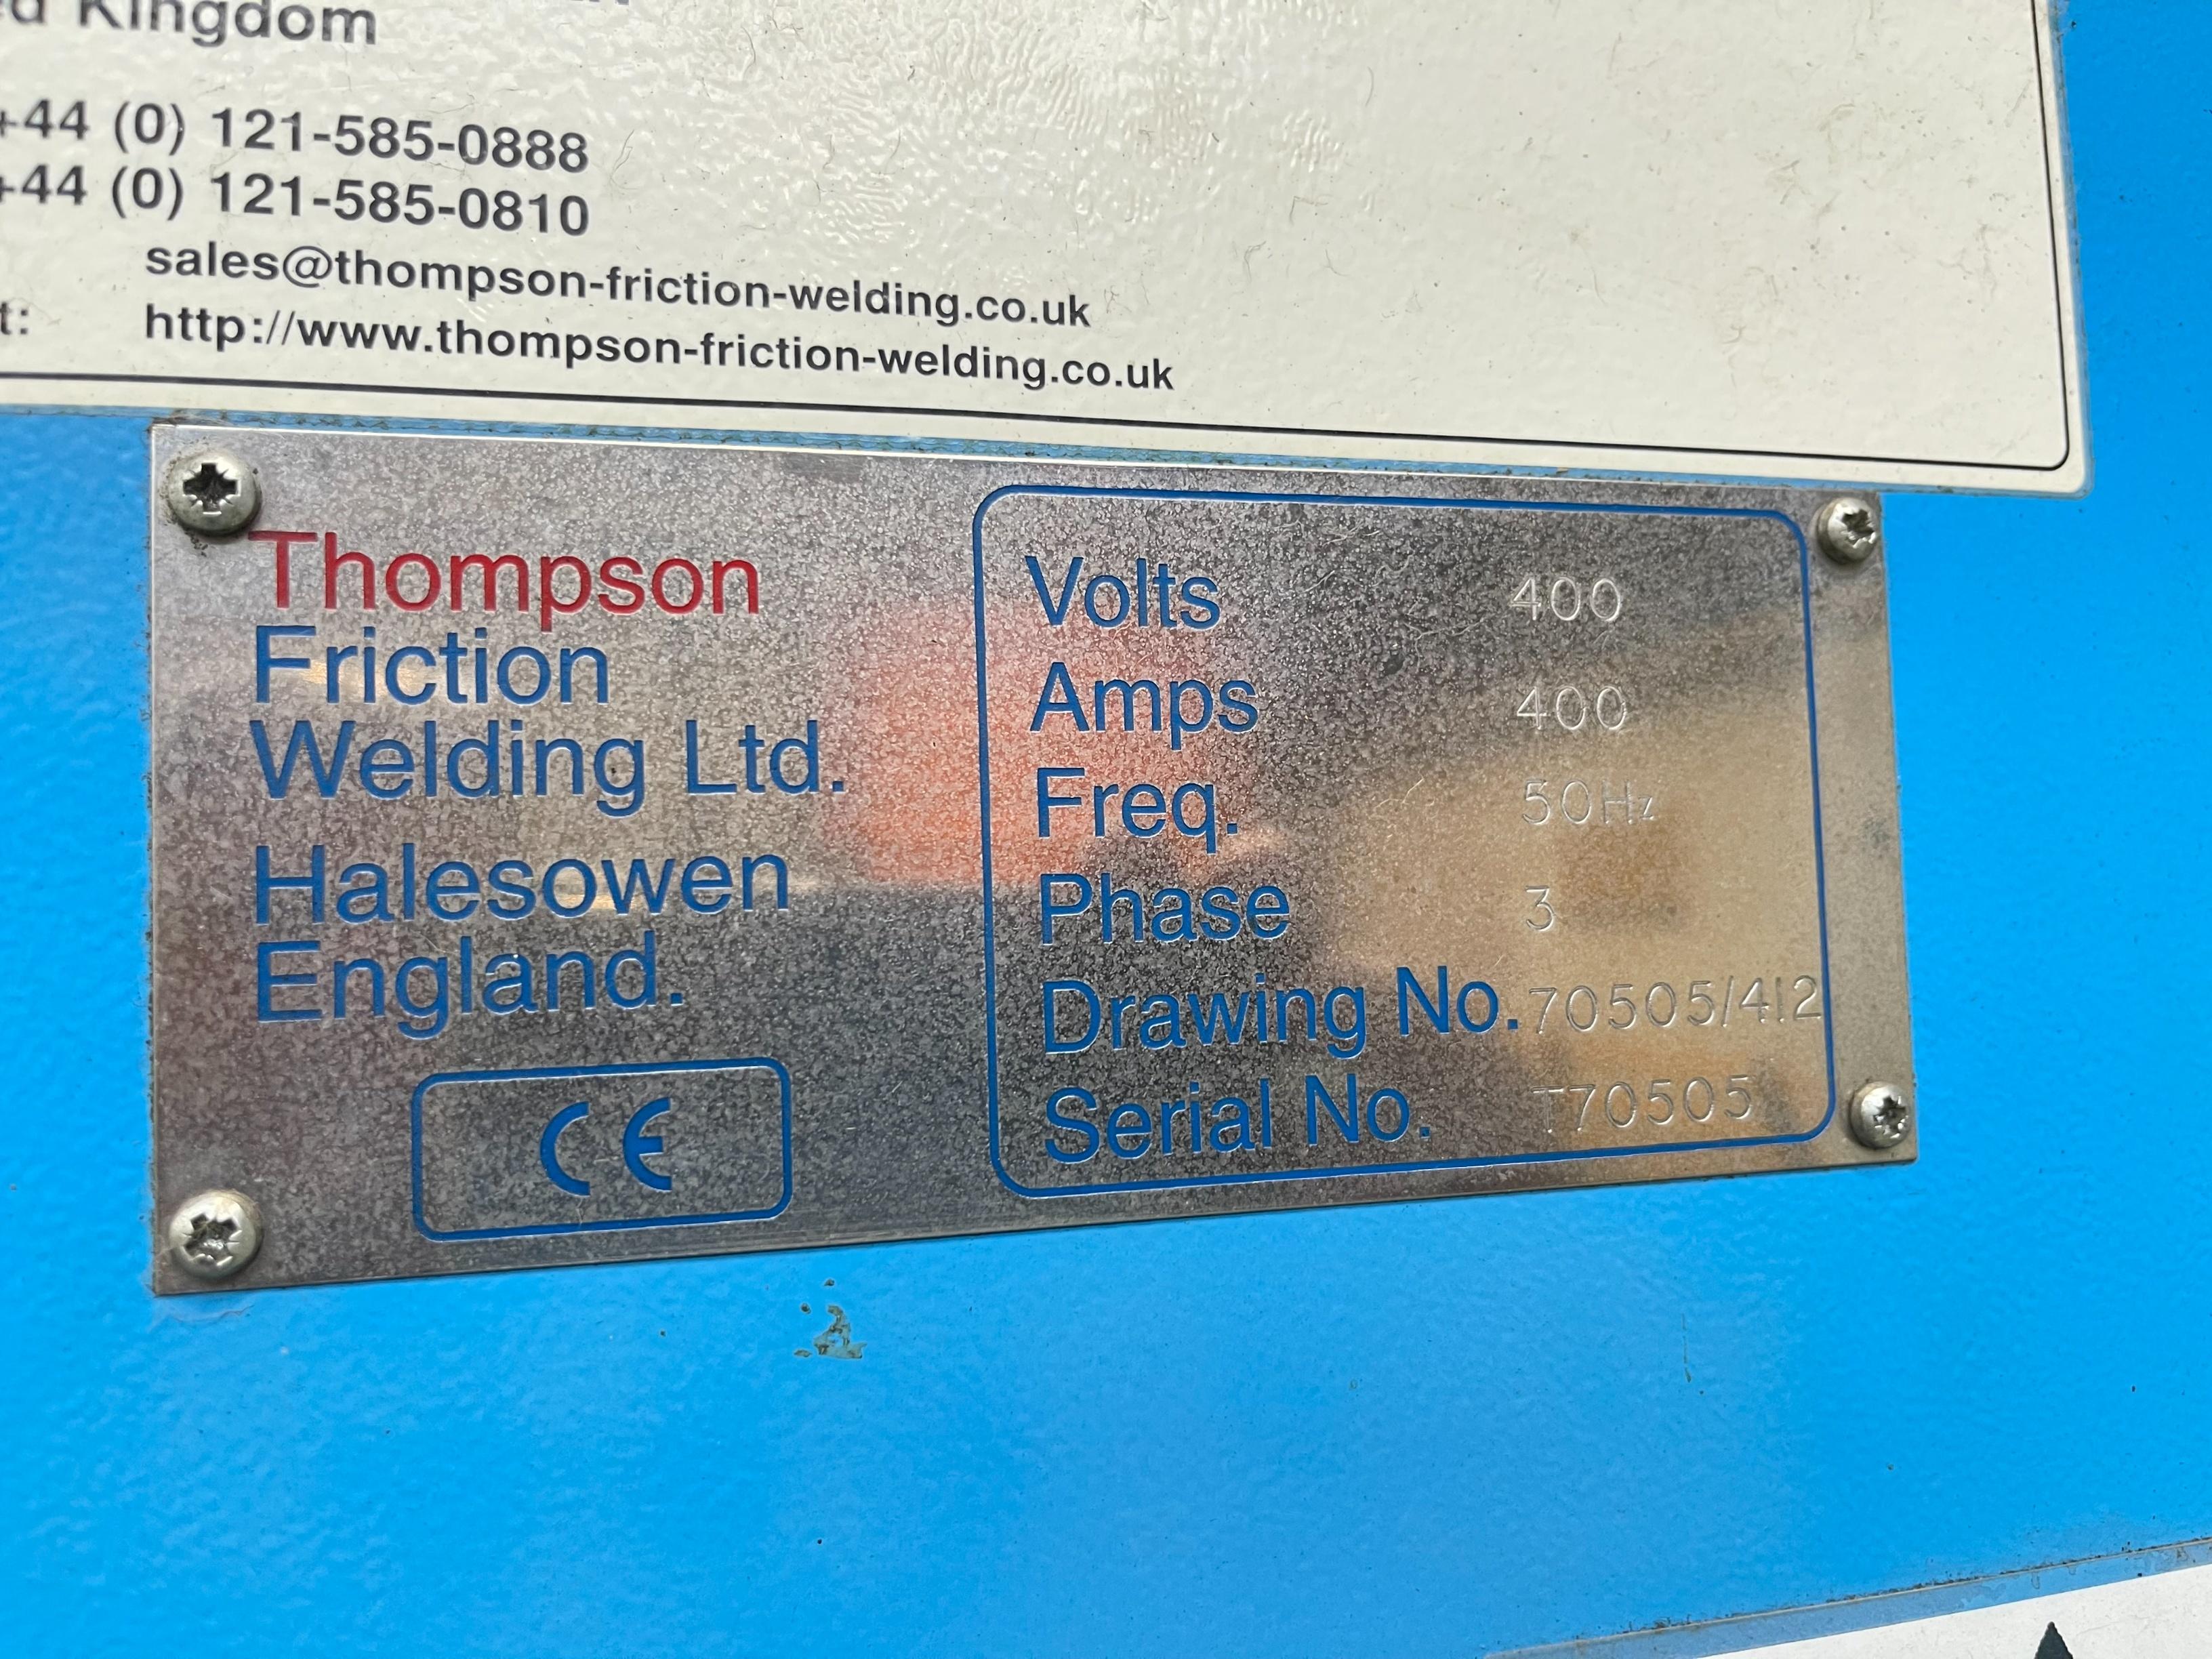 Kingdom
+44 (0) 121-585-0888
+44 (0) 121-585-0810
sales@thompson-friction-welding.co.uk
t: http://www.thompson-friction-welding.co.uk
Thompson
Friction
Welding Ltd.
Halesowen
England.
CE
Volts 400
Amps 400
Freq. 50Hz
Phase 3
Drawing No. 70505/412
Serial No. T70505